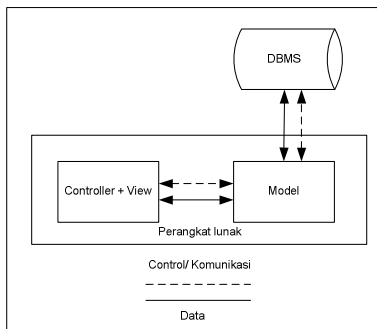 DBMS
Controller + View
Model
Perangkat lunak
Control/ Komunikasi
Data